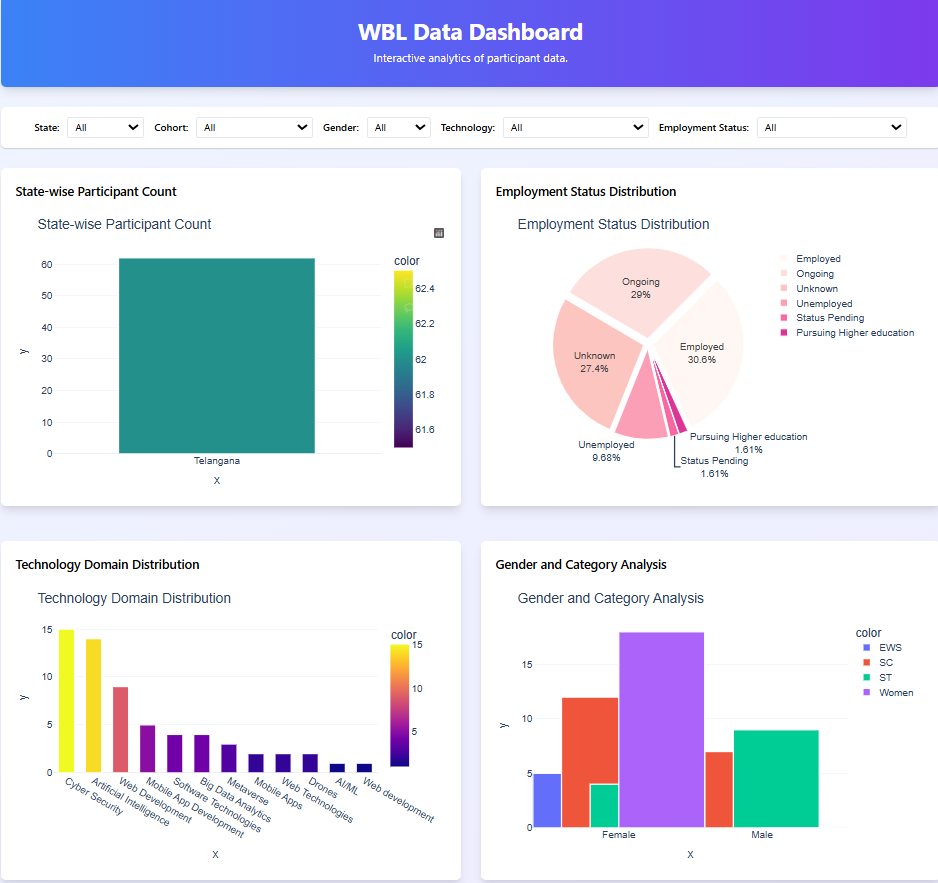 WBL Data Dashboard
Interactive analytics of participant data.
State: All Cohort: All Gender: All Technology: All Employment Status: All
State-wise Participant Count
State-wise Participant Count
color
60
50
40
30
20
10
0
y
Telangana
X
62.4
62.2
62
61.8
61.6
Employment Status Distribution
Employment Status Distribution
Ongoing
29%
Unknown
27.4%
Employed
30.6%
Unemployed
9.68%
Pursuing Higher education
1.61%
Status Pending
1.61%
Employed
Ongoing
Unknown
Unemployed
Status Pending
Pursuing Higher education
Technology Domain Distribution
Technology Domain Distribution
color
15
10
5
0
y
Cyber Security
Artificial Intelligence
Web Development
Mobile App Development
Software Technologies
Big Data Analytics
Metaverse
Mobile Apps
Web Technologies
Drones
AI/ML
Web development
X
15
10
5
Gender and Category Analysis
Gender and Category Analysis
color
EWS
SC
ST
Women
15
10
5
0
y
Female
Male
X